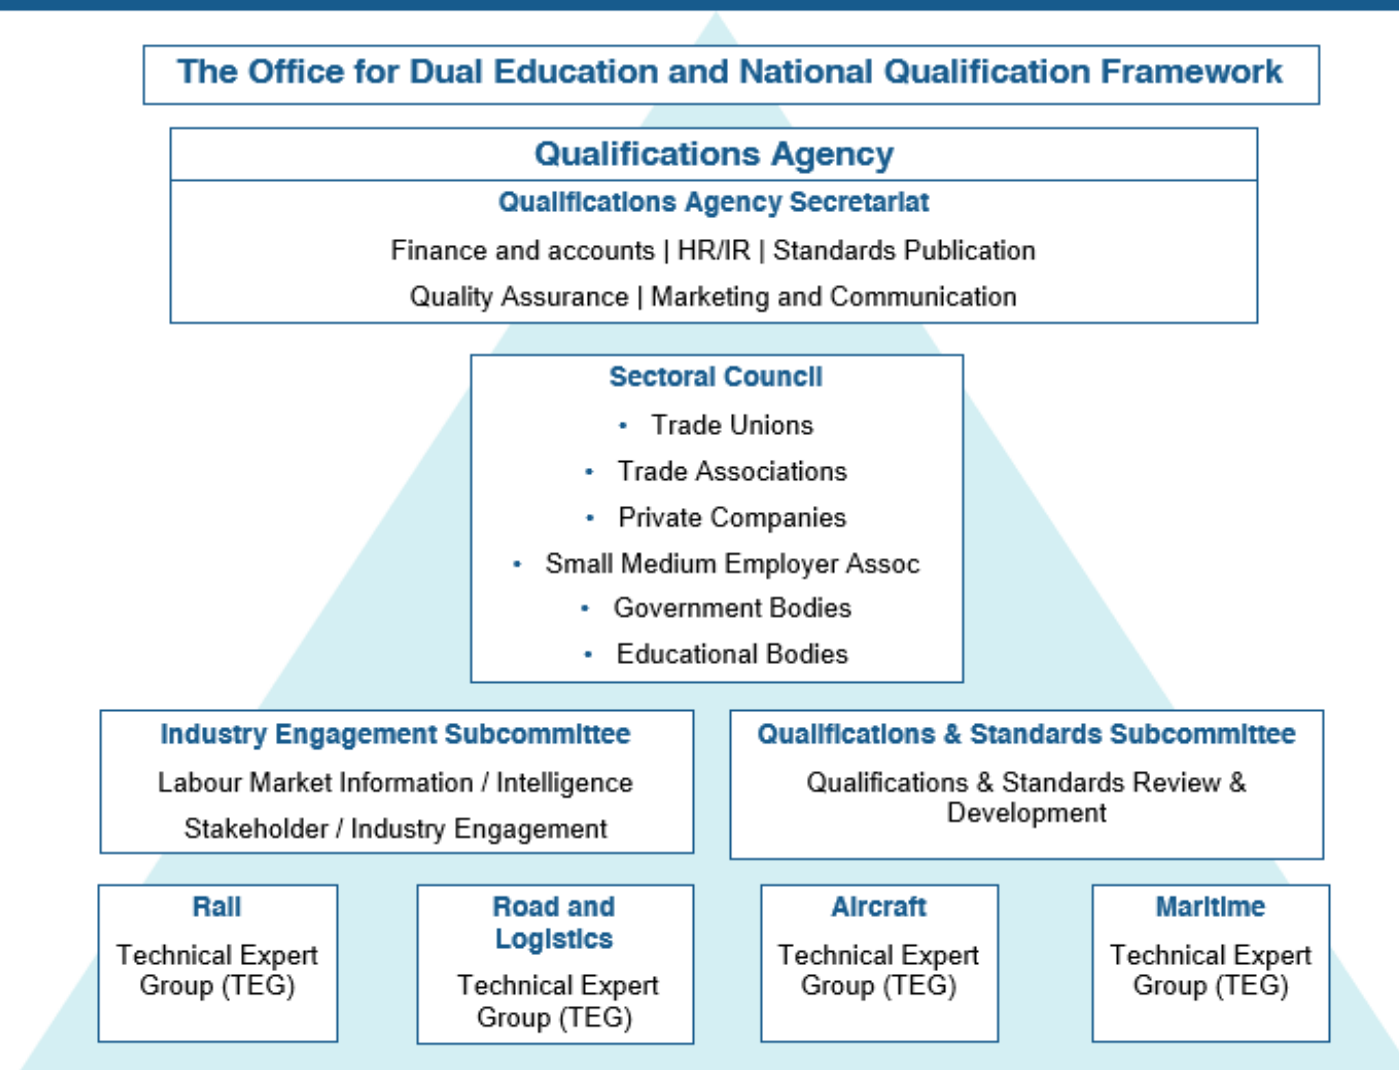 The Office for Dual Education and National Qualification Framework
Qualifications Agency
Qualifications Agency Secretariat
Finance and accounts | HR/IR | Standards Publication
Quality Assurance | Marketing and Communication
Sectoral Council
• Trade Unions
• Trade Associations
• Private Companies
• Small Medium Employer Assoc
• Government Bodies
• Educational Bodies
Industry Engagement Subcommittee
Labour Market Information / Intelligence
Stakeholder / Industry Engagement
Qualifications & Standards Subcommittee
Qualifications & Standards Review &
Development
Rail
Technical Expert
Group (TEG)
Road and
Logistics
Technical Expert
Group (TEG)
Aircraft
Technical Expert
Group (TEG)
Maritime
Technical Expert
Group (TEG)